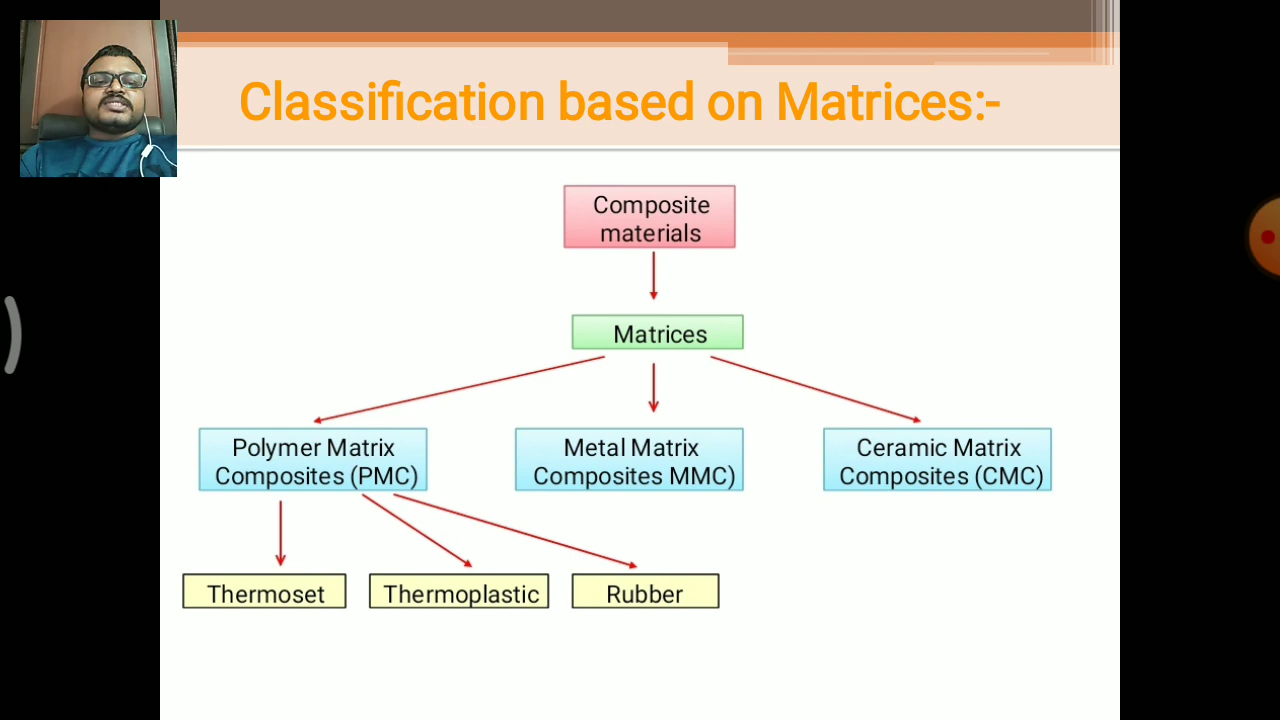 Classification based on Matrices:-
Composite
materials
Matrices
Polymer Matrix
Composites (PMC)
Metal Matrix
Composites MMC)
Ceramic Matrix
Composites (CMC)
Thermoset
Thermoplastic
Rubber